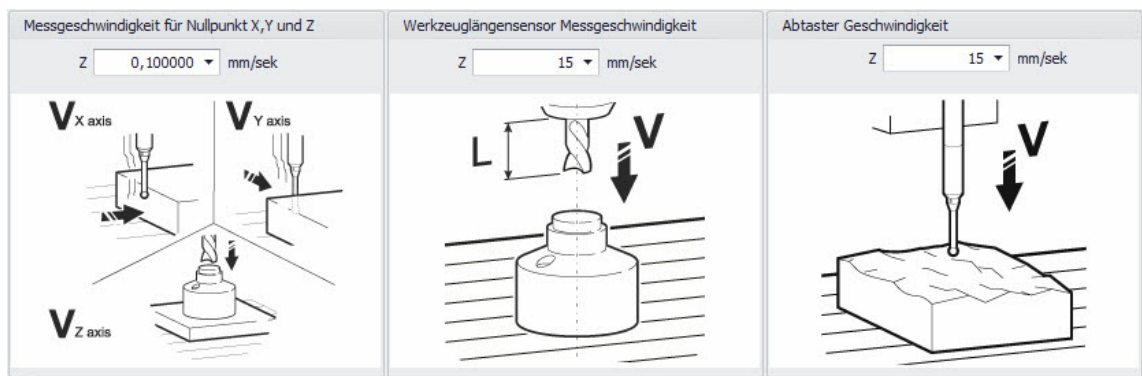 Messgeschwindigkeit für Nullpunkt X,Y und Z
Z 0,100000 mm/sek
V X axis
V Y axis
V Z axis
Werkzeuglängensensor Messgeschwindigkeit
Z 15 mm/sek
L
V
Abtaster Geschwindigkeit
Z 15 mm/sek
V